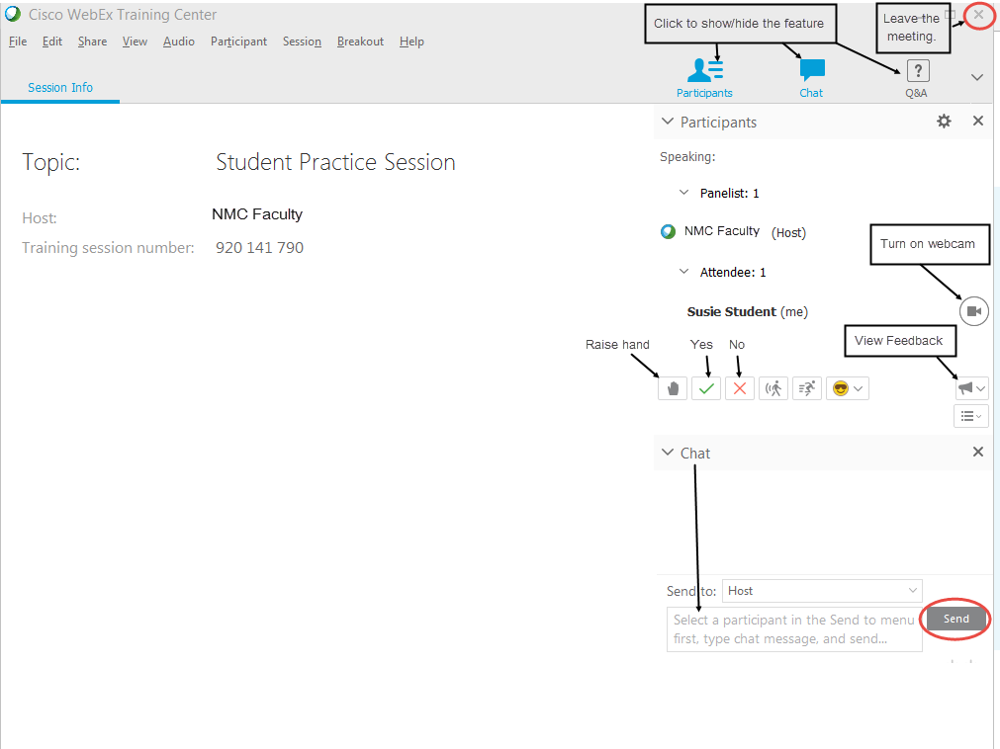 Cisco WebEx Training Center
Click to show/hide the feature
Leave the
meeting.
File Edit Share View Audio Participant Session Breakout Help
Session Info
Participants
Chat
?
Q&A
Participants
Topic: Student Practice Session
Speaking:
Panelist: 1
Host: NMC Faculty
NMC Faculty (Host)
Training session number: 920 141 790
Turn on webcam
Attendee: 1
Susie Student (me)
View Feedback
Raise hand Yes No
Chat
Send to: Host
Select a participant in the Send to menu
first, type chat message, and send...
Send